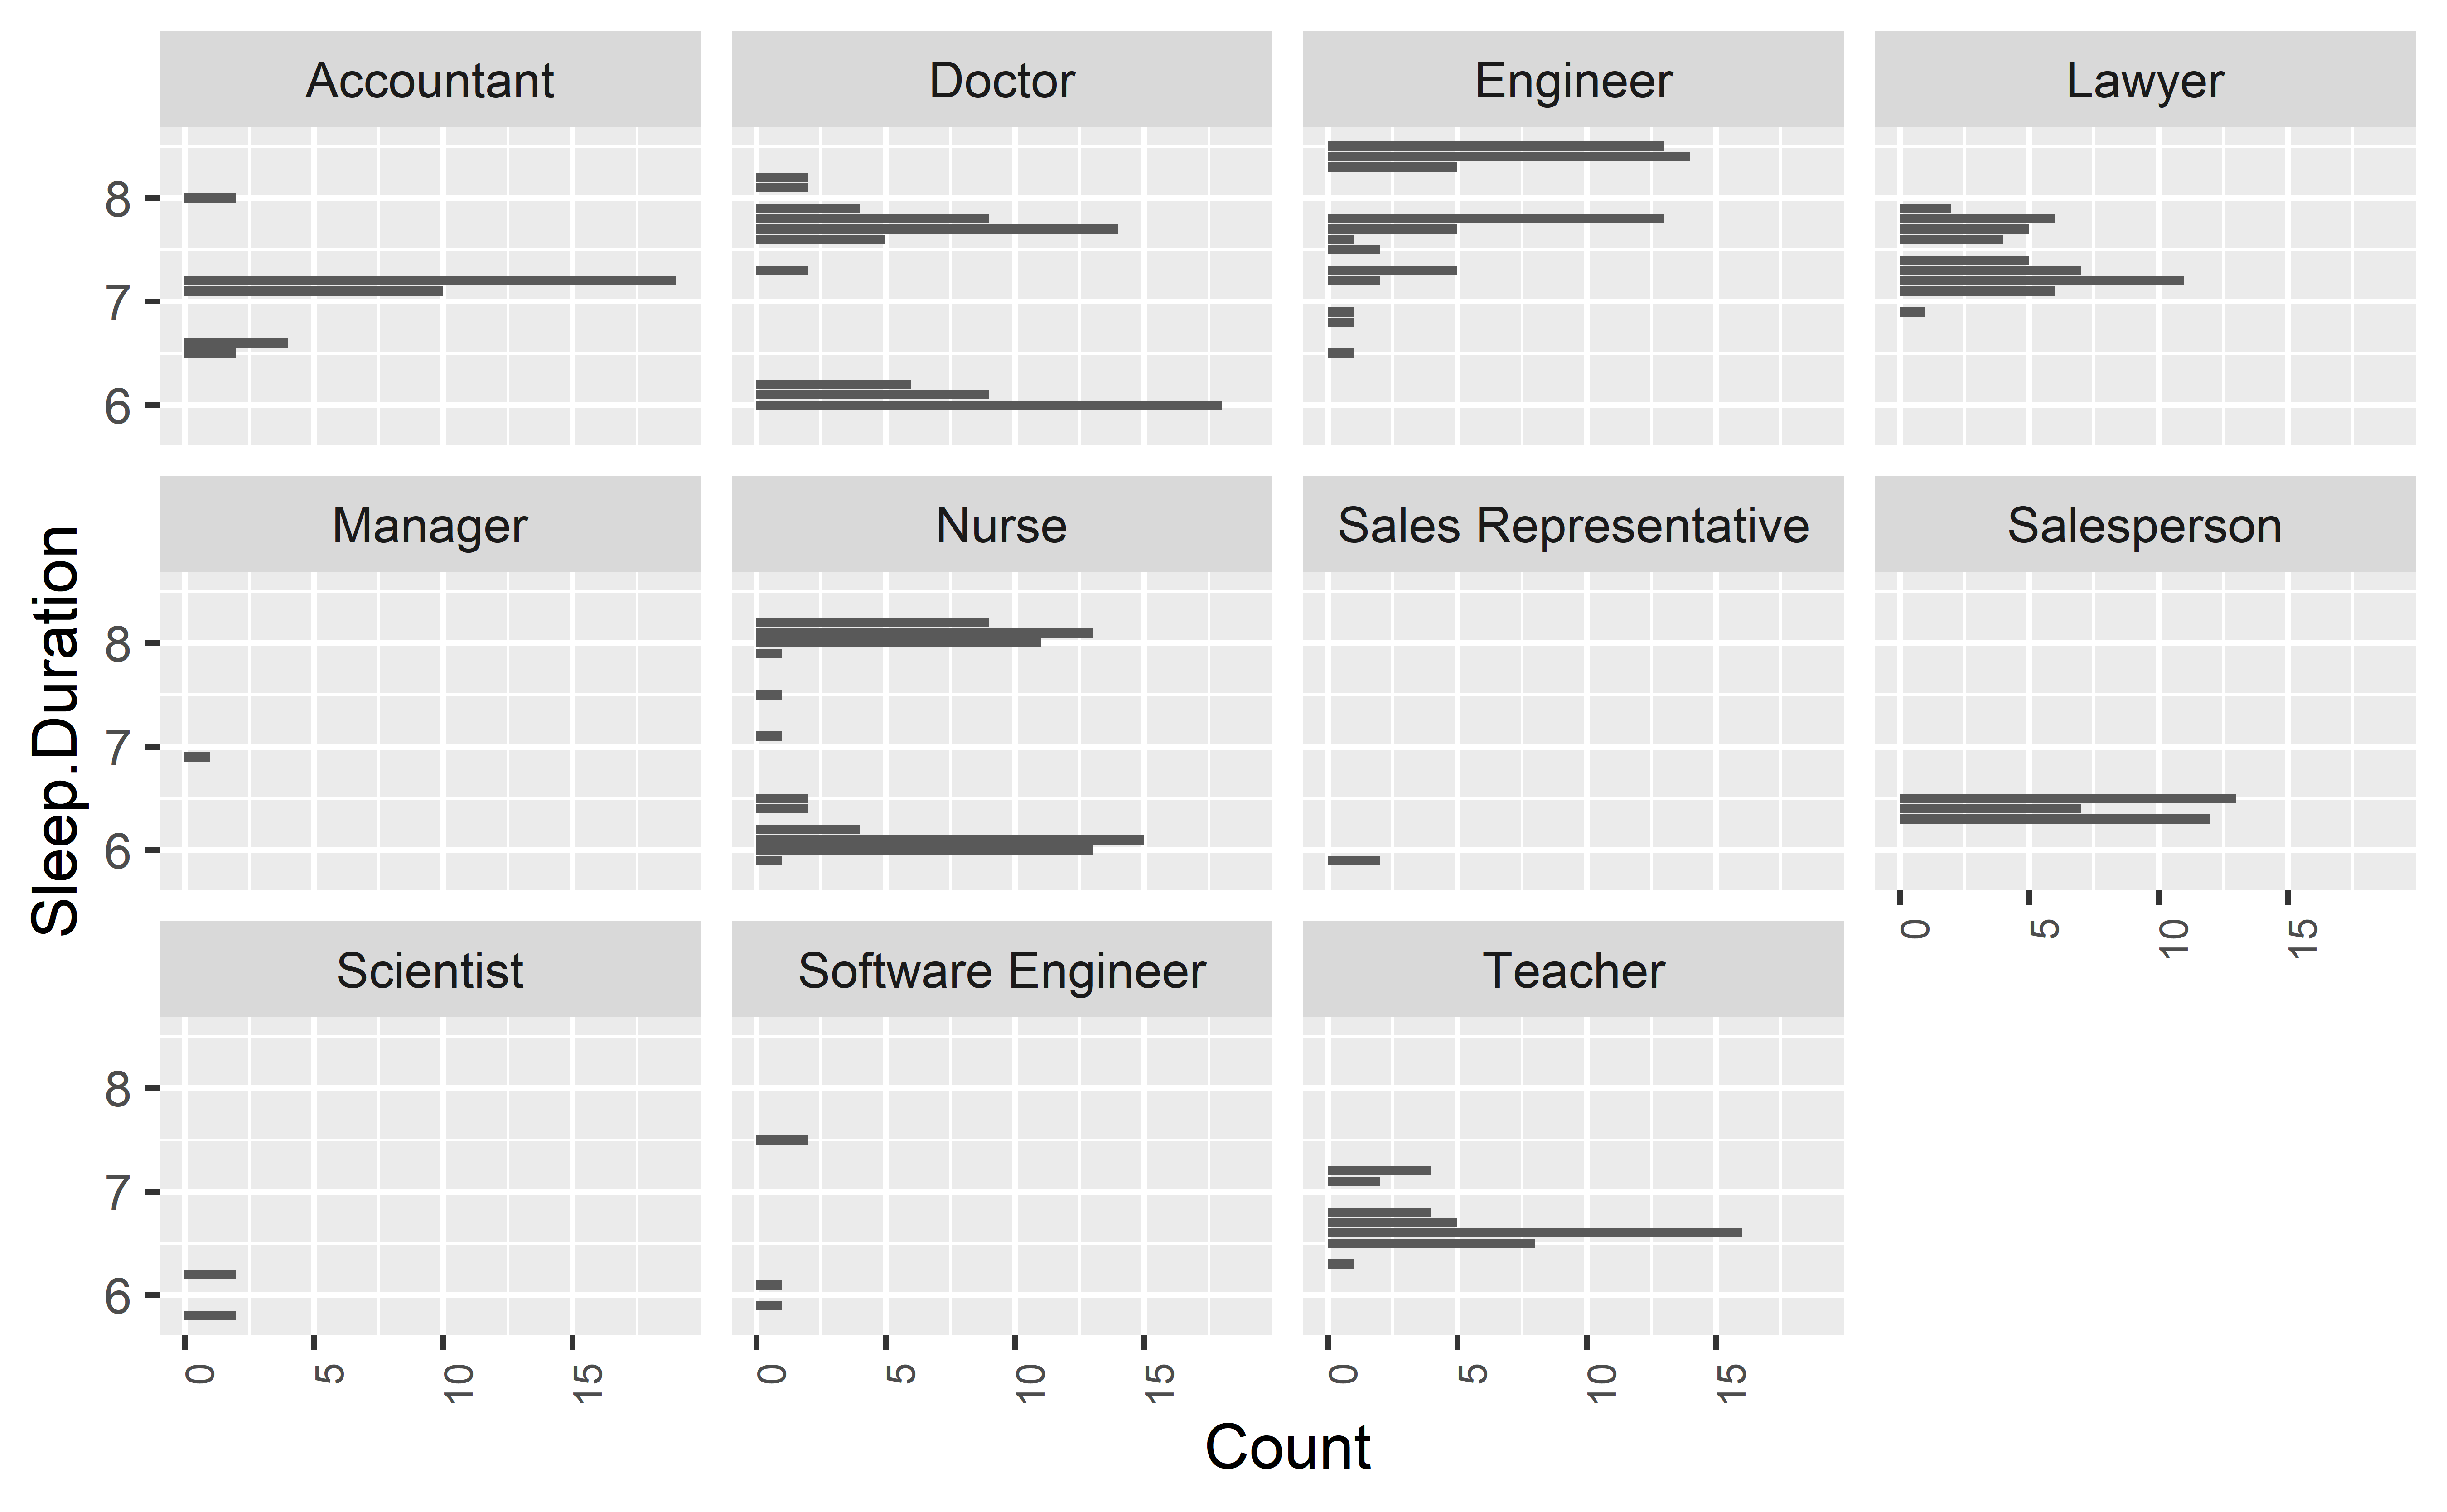 Accountant Doctor Engineer Lawyer
8
7
6
Manager Nurse Sales Representative Salesperson
8
7
6
0 5 10 15
Scientist Software Engineer Teacher
8
7
6
0 5 10 15 0 5 10 15 0 5 10 15
Count
Sleep.Duration